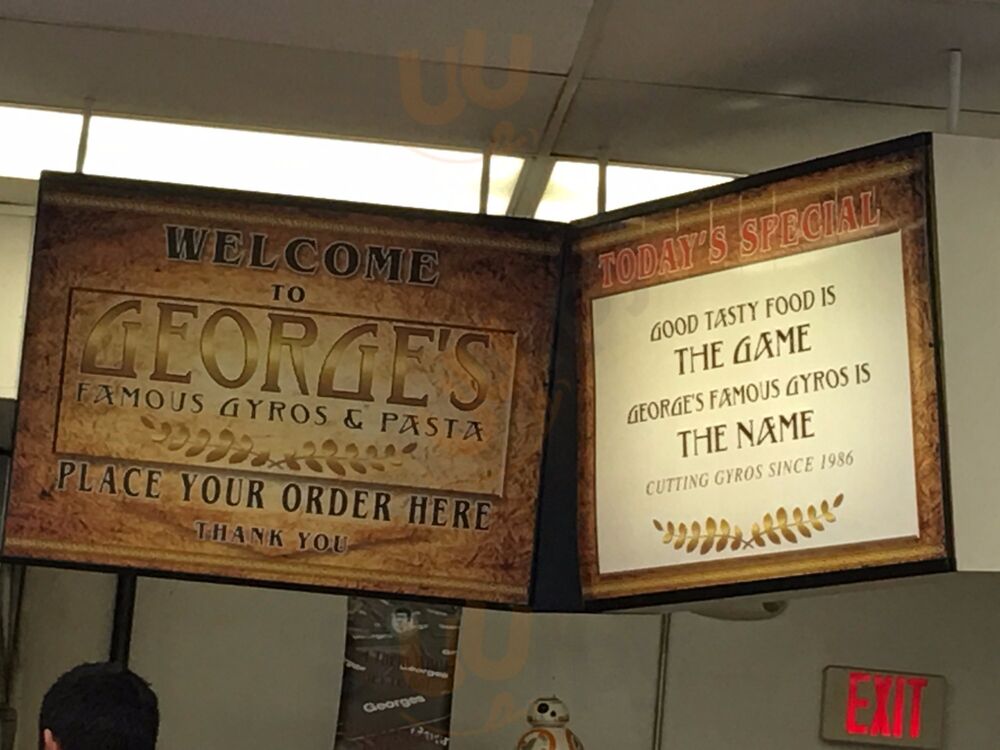 WELCOME
TO
GEORGE'S
FAMOUS GYROS & PASTA
PLACE YOUR ORDER HERE
THANK YOU
TODAY'S SPECIAL
GOOD TASTY FOOD IS
THE GAME
GEORGE'S FAMOUS GYROS IS
THE NAME
CUTTING GYROS SINCE 1986
Georges
EXIT